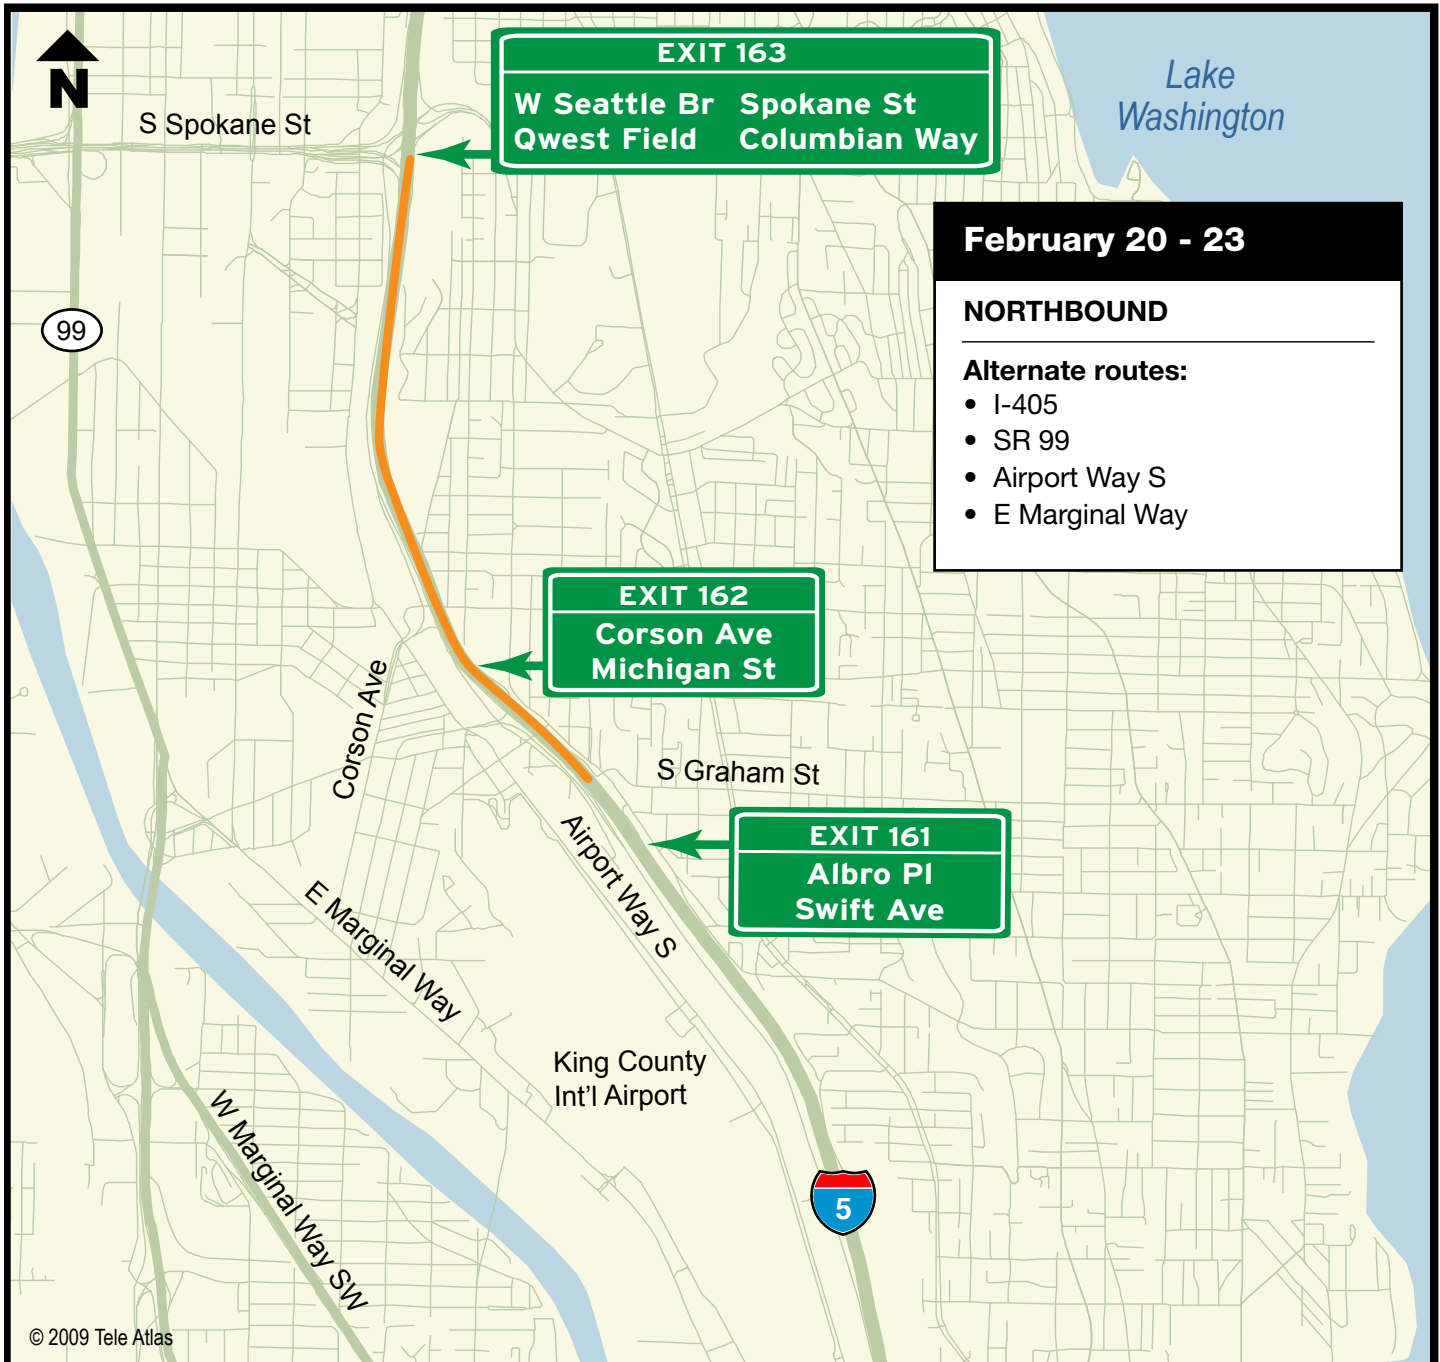 N
S Spokane St
EXIT 163
W Seattle Br Spokane St
Qwest Field Columbian Way
Lake
Washington
February 20 - 23
NORTHBOUND
Alternate routes:
• I-405
• SR 99
• Airport Way S
• E Marginal Way
99
EXIT 162
Corson Ave
Michigan St
Corson Ave
S Graham St
EXIT 161
Albro Pl
Swift Ave
Airport Way S
E Marginal Way
King County
Int'l Airport
W Marginal Way SW
5
© 2009 Tele Atlas